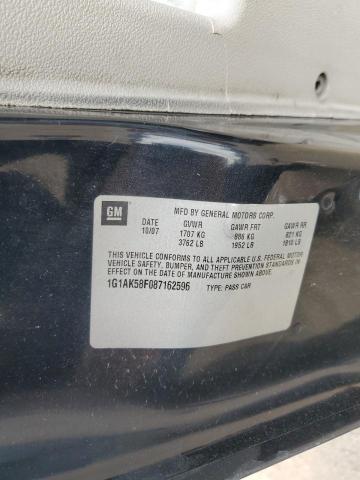 GM
MFD BY GENERAL MOTORS CORP.
DATE GVWR GAWR FRT GAWR RR
10/07 1707 KG 886 KG 821 KG
3762 LB 1952 LB 1810 LB
THIS VEHICLE CONFORMS TO ALL APPLICABLE U.S. FEDERAL MOTOR
VEHICLE SAFETY, BUMPER, AND THEFT PREVENTION STANDARDS
IN EFFECT ON THE DATE OF MANUFACTURE SHOWN ABOVE.
1G1AK58F087162596 TYPE: PASS CAR